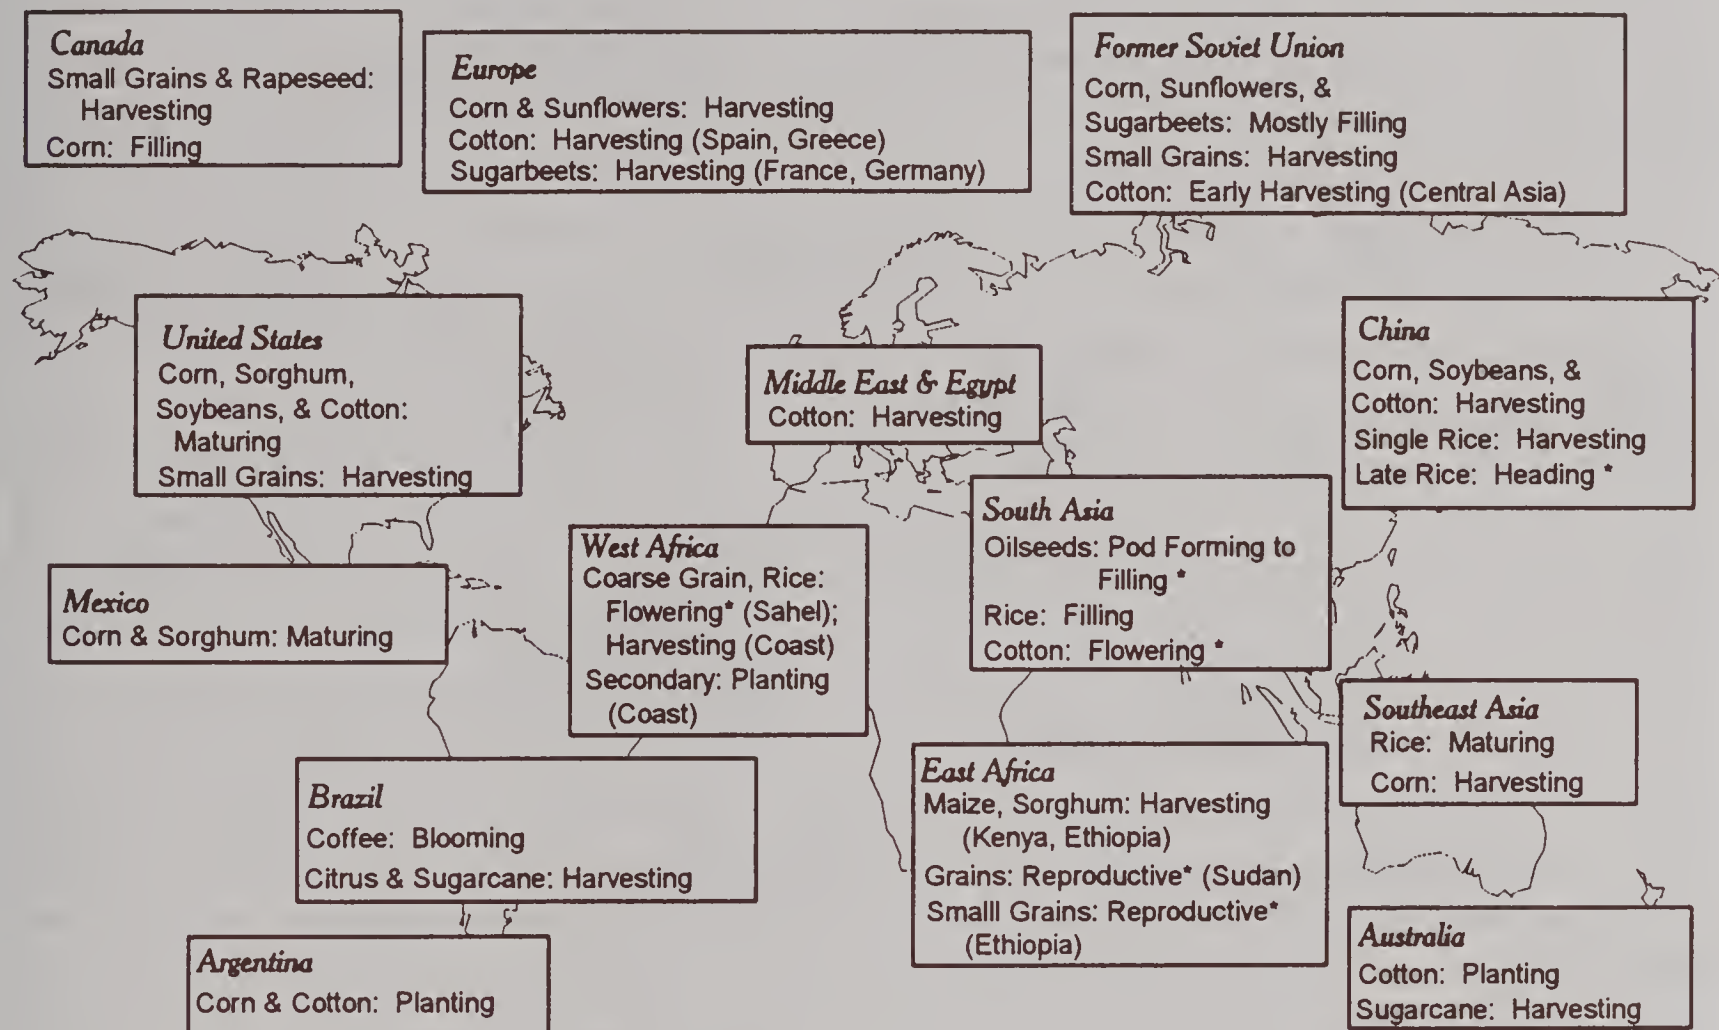 Canada
Small Grains & Rapeseed:
Harvesting
Corn: Filling
Europe
Corn & Sunflowers: Harvesting
Cotton: Harvesting (Spain, Greece)
Sugarbeets: Harvesting (France, Germany)
Former Soviet Union
Corn, Sunflowers, &
Sugarbeets: Mostly Filling
Small Grains: Harvesting
Cotton: Early Harvesting (Central Asia)
United States
Corn, Sorghum,
Soybeans, & Cotton:
Maturing
Small Grains: Harvesting
Middle East & Egypt
Cotton: Harvesting
China
Corn, Soybeans, &
Cotton: Harvesting
Single Rice: Harvesting
Late Rice: Heading *
Mexico
Corn & Sorghum: Maturing
West Africa
Coarse Grain, Rice:
Flowering* (Sahel);
Harvesting (Coast)
Secondary: Planting
(Coast)
South Asia
Oilseeds: Pod Forming to
Filling *
Rice: Filling
Cotton: Flowering *
Southeast Asia
Rice: Maturing
Corn: Harvesting
Brazil
Coffee: Blooming
Citrus & Sugarcane: Harvesting
East Africa
Maize, Sorghum: Harvesting
(Kenya, Ethiopia)
Grains: Reproductive* (Sudan)
Smalll Grains: Reproductive*
(Ethiopia)
Argentina
Corn & Cotton: Planting
Australia
Cotton: Planting
Sugarcane: Harvesting